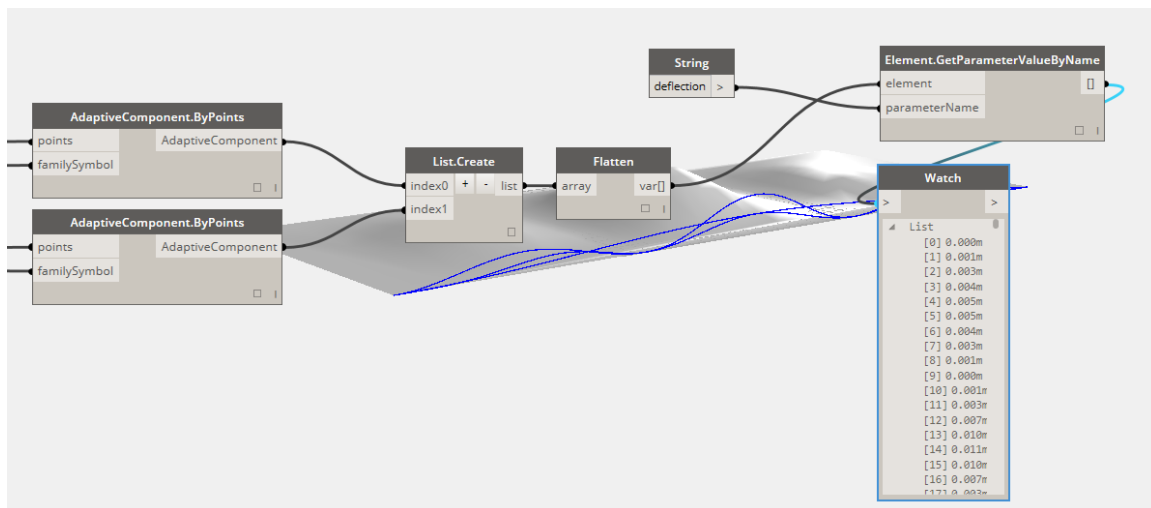 AdaptiveComponent.ByPoints
points AdaptiveComponent
familySymbol
AdaptiveComponent.ByPoints
points AdaptiveComponent
familySymbol
List.Create
index0 + - list
index1
Flatten
array var[]
String
deflection >
Element.GetParameterValueByName
element []
parameterName
Watch
> >
List
[0] 0.000m
[1] 0.001m
[2] 0.003m
[3] 0.004m
[4] 0.005m
[5] 0.005m
[6] 0.004m
[7] 0.003m
[8] 0.001m
[9] 0.000m
[10] 0.001m
[11] 0.003m
[12] 0.007m
[13] 0.010m
[14] 0.011m
[15] 0.010m
[16] 0.007m
[17] 0.003m